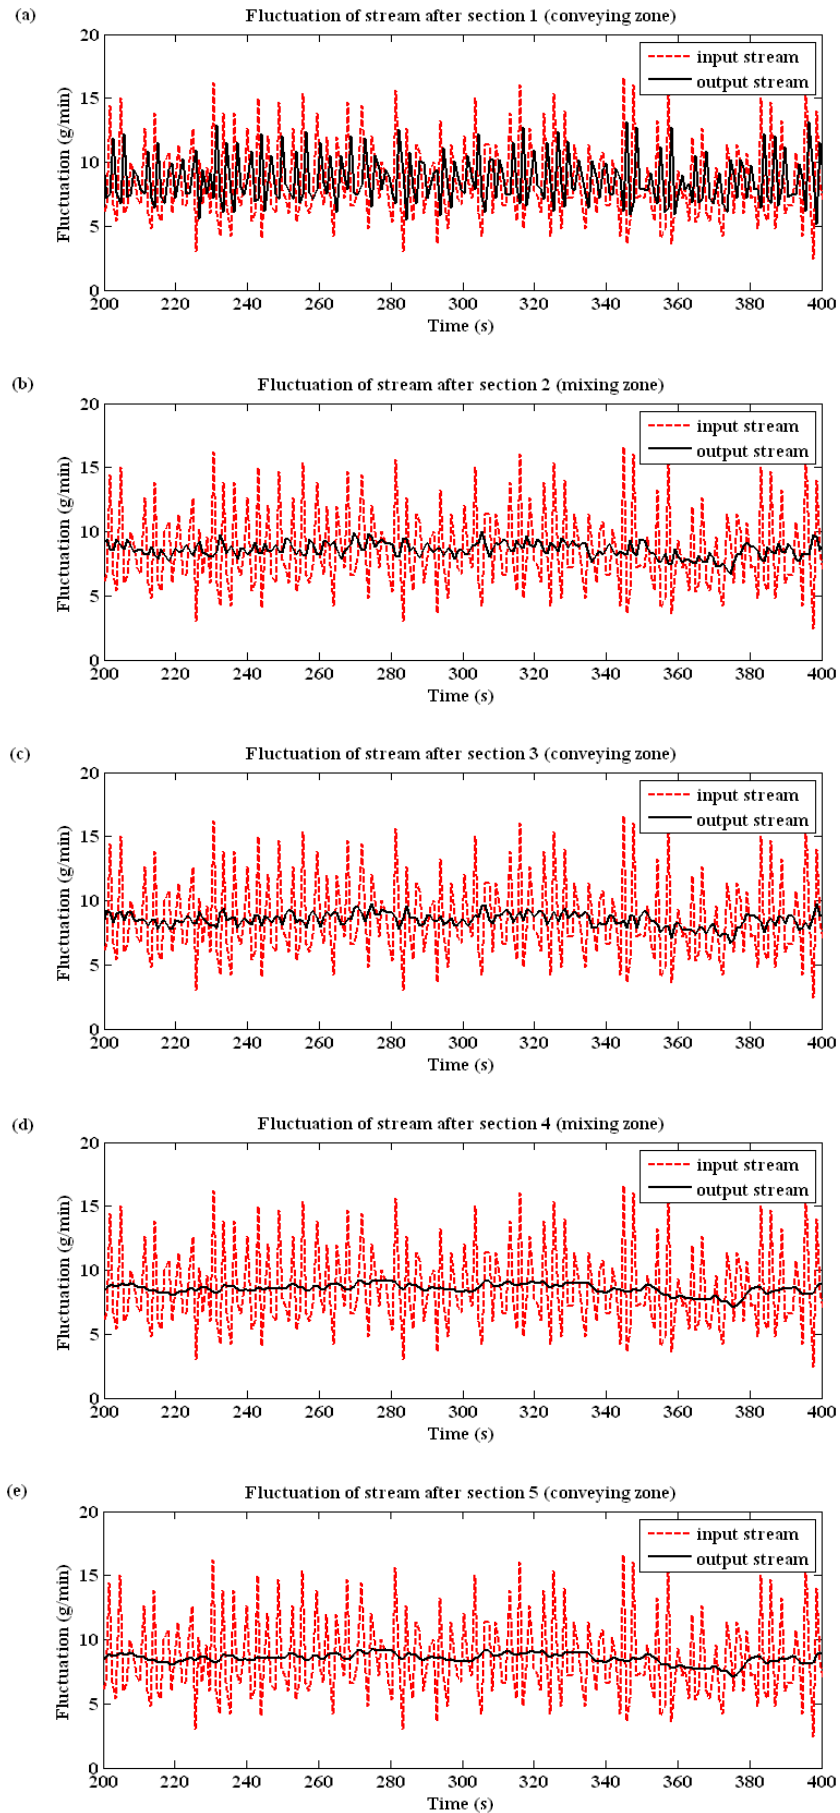 (a)
Fluctuation of stream after section 1 (conveying zone)
20
15
10
5
0
Fluctuation (g/min)
input stream
output stream
200 220 240 260 280 300 320 340 360 380 400
Time (s)
(b)
Fluctuation of stream after section 2 (mixing zone)
20
15
10
5
0
Fluctuation (g/min)
input stream
output stream
200 220 240 260 280 300 320 340 360 380 400
Time (s)
(c)
Fluctuation of stream after section 3 (conveying zone)
20
15
10
5
0
Fluctuation (g/min)
input stream
output stream
200 220 240 260 280 300 320 340 360 380 400
Time (s)
(d)
Fluctuation of stream after section 4 (mixing zone)
20
15
10
5
0
Fluctuation (g/min)
input stream
output stream
200 220 240 260 280 300 320 340 360 380 400
Time (s)
(e)
Fluctuation of stream after section 5 (conveying zone)
20
15
10
5
0
Fluctuation (g/min)
input stream
output stream
200 220 240 260 280 300 320 340 360 380 400
Time (s)